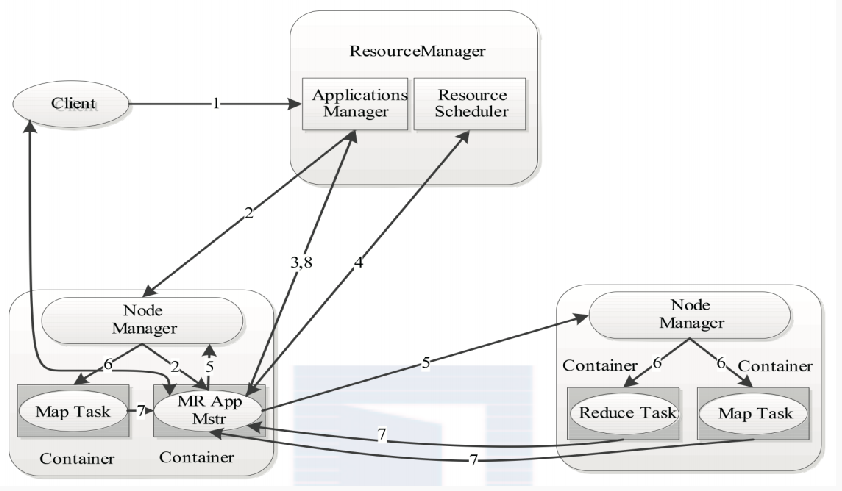 ResourceManager
Client
1
Applications
Manager
Resource
Scheduler
2
3,8
4
Node
Manager
6
2
5
Map Task
7
MR App
Mstr
Container
Container
5
Node
Manager
Container
6
6
Container
Reduce Task
Map Task
7
7